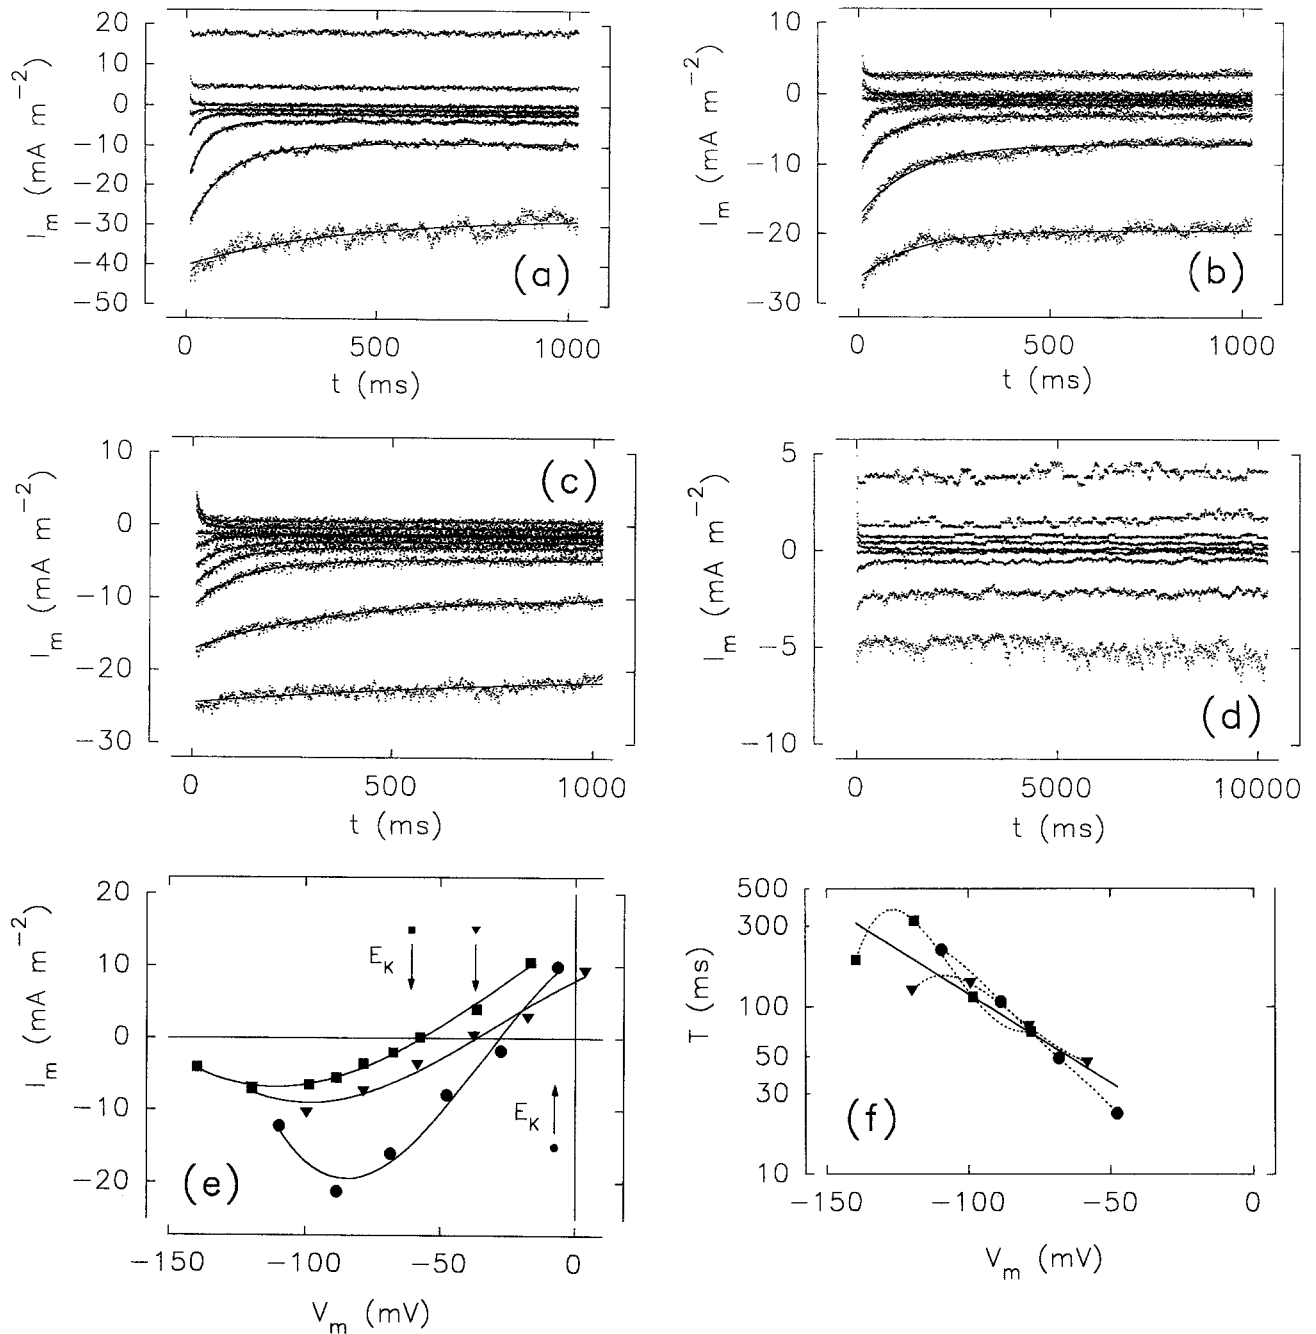 20
10
0
−10
−20
−30
−40
−50
I_m (mA m⁻²)
(a)
0 500 1000
t (ms)
10
0
−10
−20
−30
I_m (mA m⁻²)
(b)
0 500 1000
t (ms)
10
0
−10
−20
−30
I_m (mA m⁻²)
(c)
0 500 1000
t (ms)
5
0
−5
−10
I_m (mA m⁻²)
(d)
0 5000 10000
t (ms)
20
10
0
−10
−20
I_m (mA m⁻²)
E_K
E_K
(e)
−150 −100 −50 0
V_m (mV)
500
300
100
50
30
10
T (ms)
(f)
−150 −100 −50 0
V_m (mV)